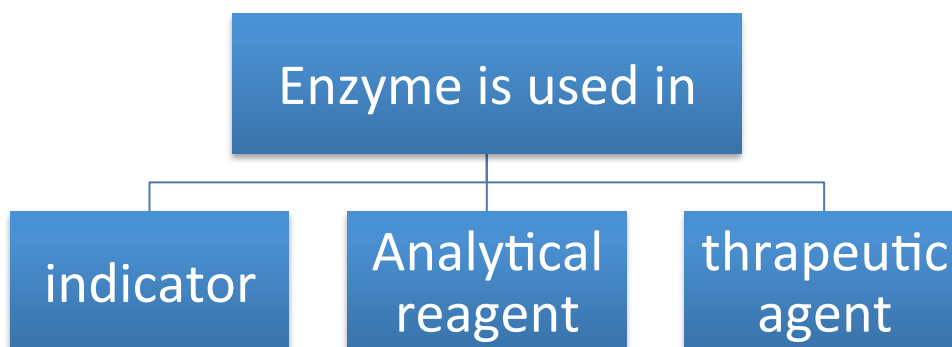 Enzyme is used in
indicator
Analytical
reagent
thrapeutic
agent